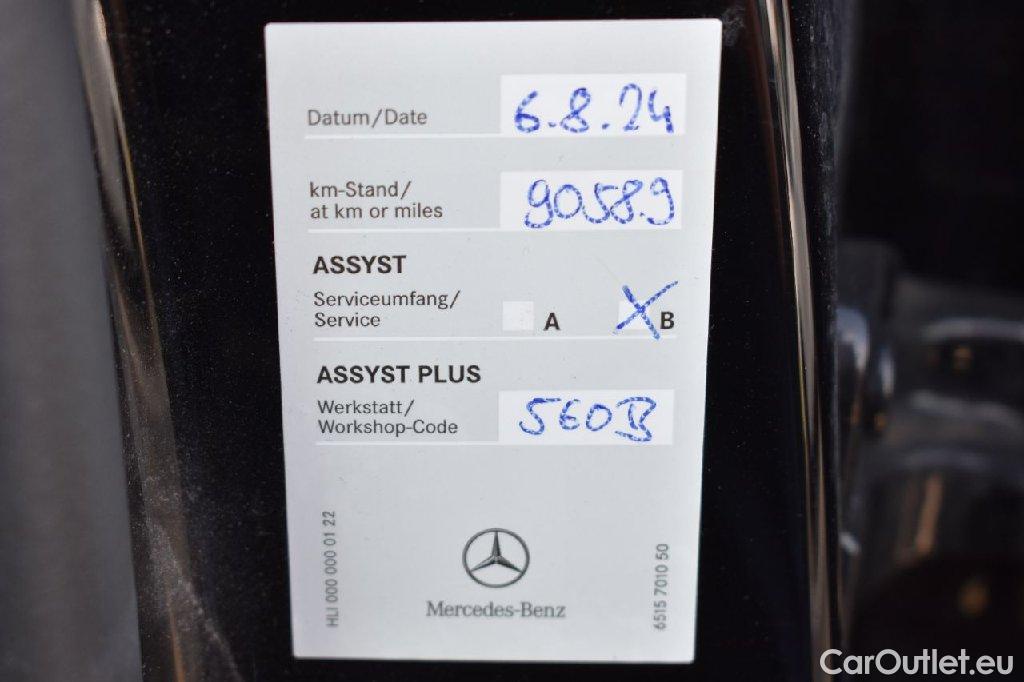 Datum/Date 6.8.24
km-Stand/
at km or miles 90589
ASSYST
Serviceumfang/
Service A X B
ASSYST PLUS
Werkstatt/
Workshop-Code 560B
HLI 000 000 01 22
Mercedes-Benz
6515 7010 50
CarOutlet.eu